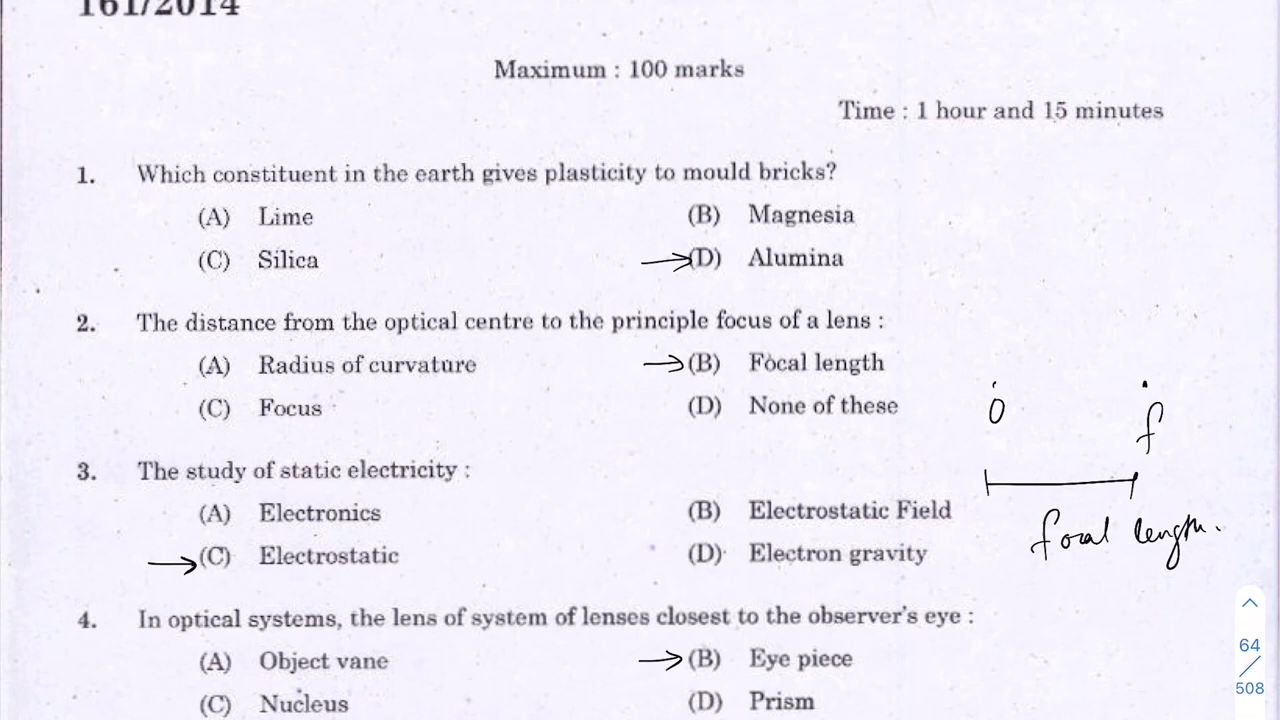 161/2014
Maximum : 100 marks
Time : 1 hour and 15 minutes
1. Which constituent in the earth gives plasticity to mould bricks?
(A) Lime (B) Magnesia
(C) Silica (D) Alumina
2. The distance from the optical centre to the principle focus of a lens :
(A) Radius of curvature (B) Focal length
(C) Focus (D) None of these
O f
3. The study of static electricity :
(A) Electronics (B) Electrostatic Field
focal length.
(C) Electrostatic (D) Electron gravity
4. In optical systems, the lens of system of lenses closest to the observer's eye :
(A) Object vane (B) Eye piece
(C) Nucleus (D) Prism
64
/
508